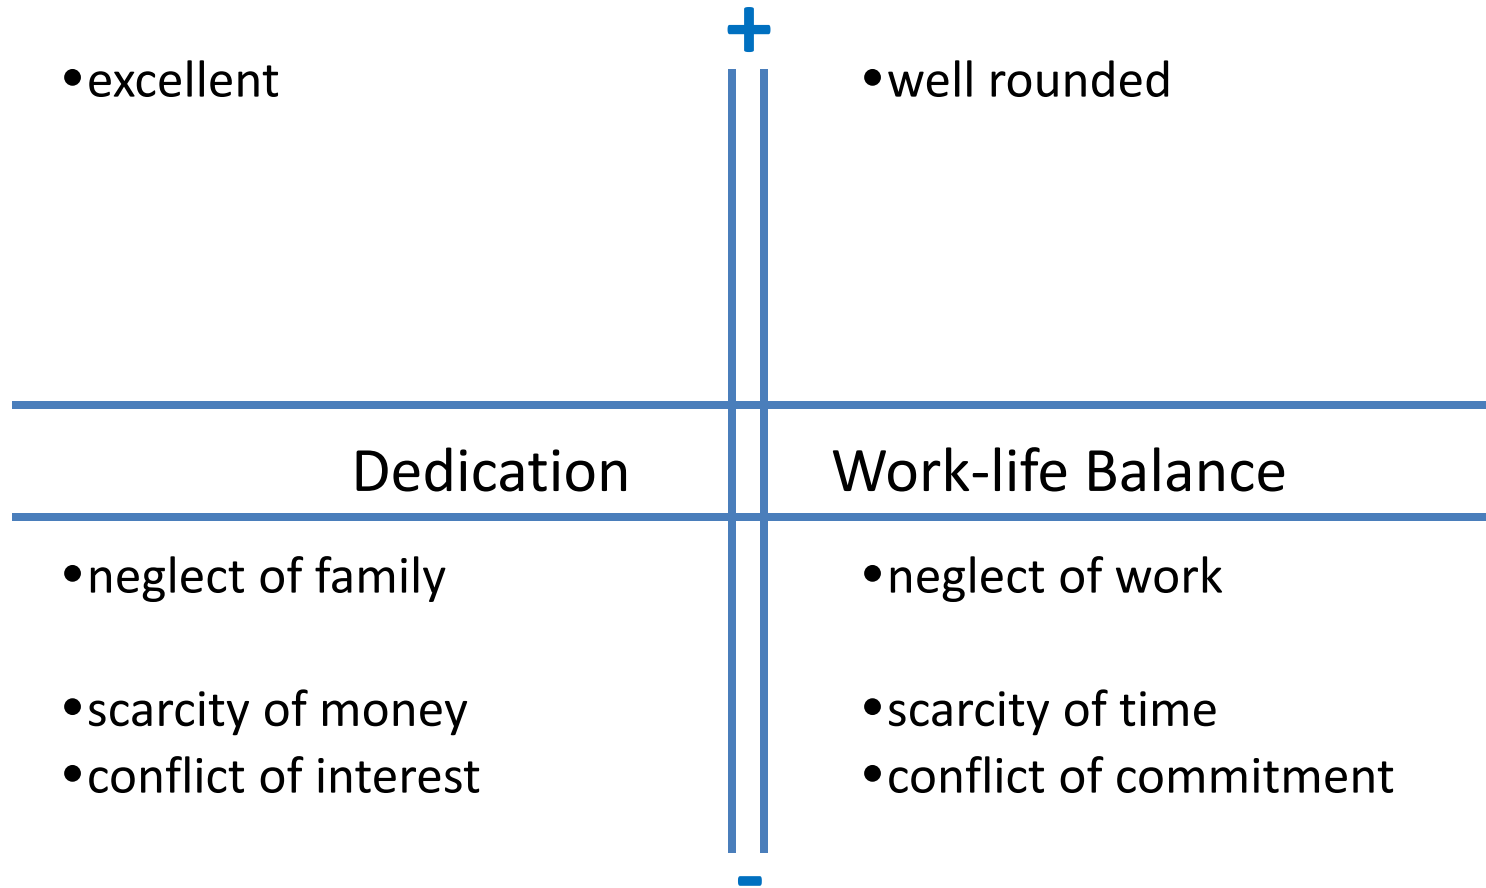 +
•excellent
•well rounded
Dedication
Work-life Balance
•neglect of family
•scarcity of money
•conflict of interest
•neglect of work
•scarcity of time
•conflict of commitment
-